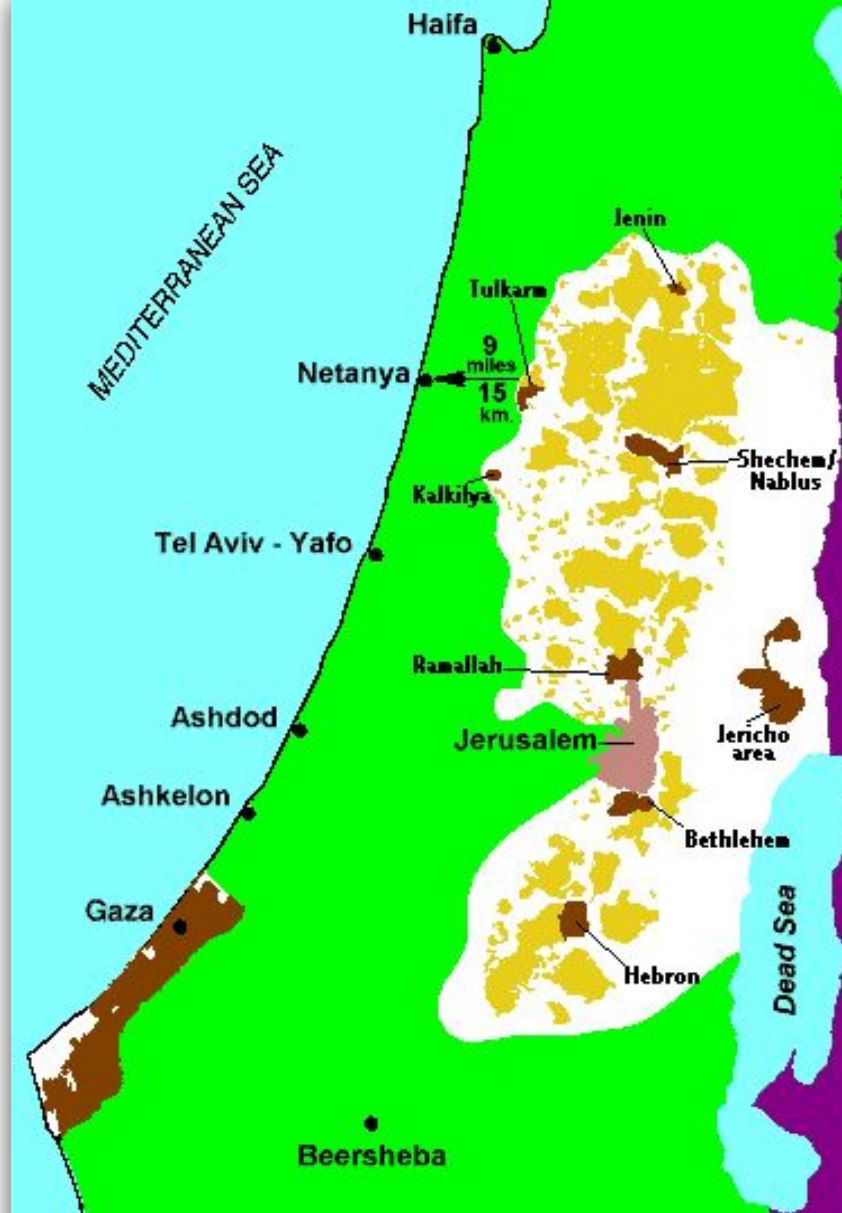 Haifa
MEDITERRANEAN SEA
Jenin
Tulkarm
9
miles
Netanya
15
km.
Shechem/
Nablus
Kalkilya
Tel Aviv - Yafo
Ramallah
Ashdod
Jerusalem
Jericho
area
Ashkelon
Bethlehem
Gaza
Dead Sea
Hebron
Beersheba